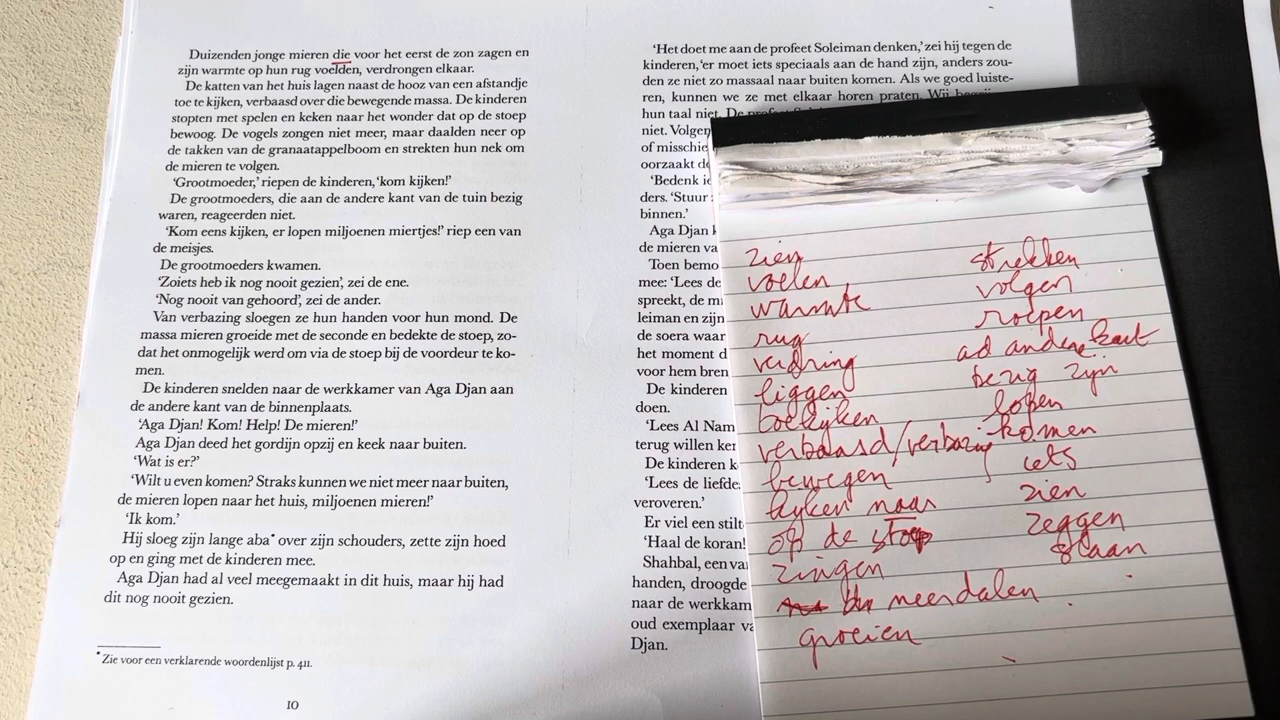 Duizenden jonge mieren die voor het eerst de zon zagen en
zijn warmte op hun rug voelden, verdrongen elkaar.
De katten van het huis lagen naast de hooz van een afstandje
toe te kijken, verbaasd over die bewegende massa. De kinderen
stopten met spelen en keken naar het wonder dat op de stoep
bewoog. De vogels zongen niet meer, maar daalden neer op
de takken van de granaatappelboom en strekten hun nek om
de mieren te volgen.
‘Grootmoeder,’ riepen de kinderen, ‘kom kijken!’
De grootmoeders, die aan de andere kant van de tuin bezig
waren, reageerden niet.
‘Kom eens kijken, er lopen miljoenen miertjes!’ riep een van
de meisjes.
De grootmoeders kwamen.
‘Zoiets heb ik nog nooit gezien’, zei de ene.
‘Nog nooit van gehoord’, zei de ander.
Van verbazing sloegen ze hun handen voor hun mond. De
massa mieren groeide met de seconde en bedekte de stoep, zo-
dat het onmogelijk werd om via de stoep bij de voordeur te ko-
men.
De kinderen snelden naar de werkkamer van Aga Djan aan
de andere kant van de binnenplaats.
‘Aga Djan! Kom! Help! De mieren!’
Aga Djan deed het gordijn opzij en keek naar buiten.
‘Wat is er?’
‘Wilt u even komen? Straks kunnen we niet meer naar buiten,
de mieren lopen naar het huis, miljoenen mieren!’
‘Ik kom.’
Hij sloeg zijn lange aba* over zijn schouders, zette zijn hoed
op en ging met de kinderen mee.
Aga Djan had al veel meegemaakt in dit huis, maar hij had
dit nog nooit gezien.
* Zie voor een verklarende woordenlijst p. 411.
10
‘Het doet me aan de profeet Soleiman denken,’ zei hij tegen de
kinderen, ‘er moet iets speciaals aan de hand zijn, anders zou-
den ze niet zo massaal naar buiten komen. Als we goed luiste-
ren, kunnen we ze met elkaar horen praten. Wij
hun taal niet. De
niet. Volgen
of misschie
oorzaakt de
‘Bedenk ie
ders. ‘Stuur
binnen.’
Aga Djan
de mieren va
Toen bemo
mee: ‘Lees de
spreekt, de m
leiman en zijn
de soera waar
het moment d
voor hem bren
De kinderen
doen.
‘Lees Al Nam
terug willen ker
De kinderen k
‘Lees de liefde
veroveren.’
Er viel een stilt
‘Haal de koran!
Shahbal, een va
handen, droogde
naar de werkkam
oud exemplaar va
Djan.
zien
voelen
warmte
rug
verdring
liggen
toekijken
verbaasd/verbazing
bewegen
kijken naar
op de stoep
zingen
neerdalen
groeien
strekken
volgen
roepen
ad andere kant
bezig zijn
lopen
komen
iets
zien
zeggen
slaan